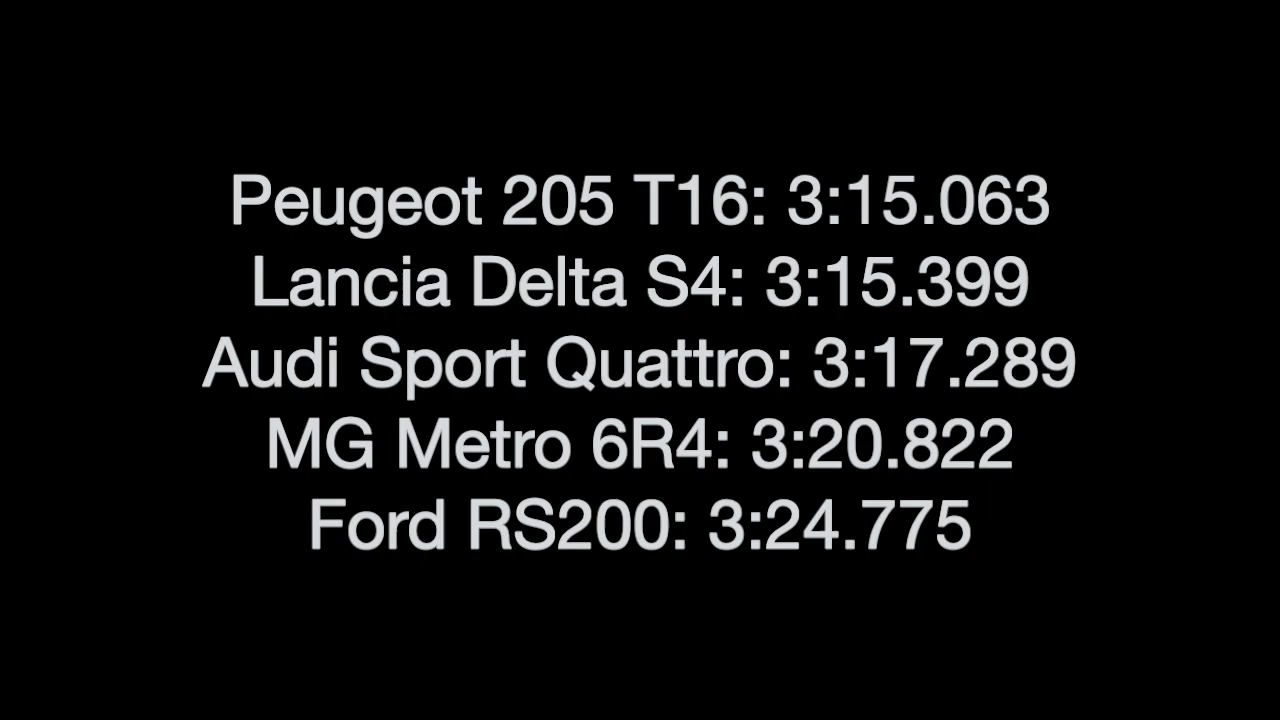 Peugeot 205 T16: 3:15.063
Lancia Delta S4: 3:15.399
Audi Sport Quattro: 3:17.289
MG Metro 6R4: 3:20.822
Ford RS200: 3:24.775